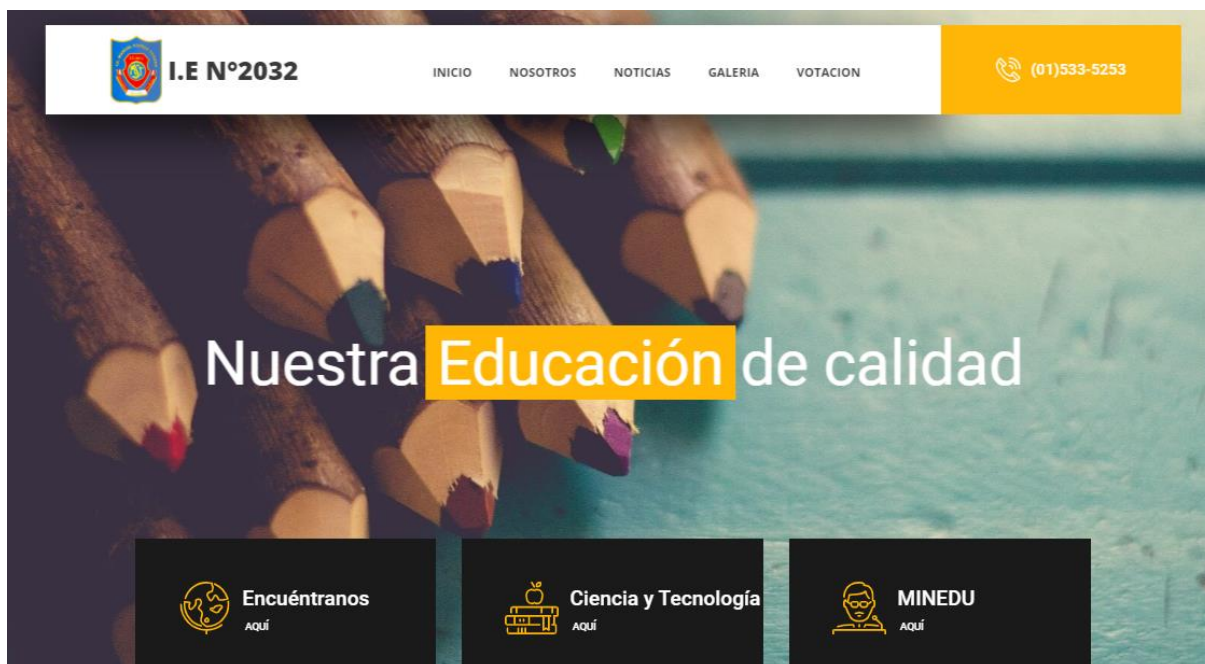 I.E Nº2032
INICIO NOSOTROS NOTICIAS GALERIA VOTACION
(01)533-5253
Nuestra Educación de calidad
Encuéntranos
AQUÍ
Ciencia y Tecnología
AQUÍ
MINEDU
AQUÍ